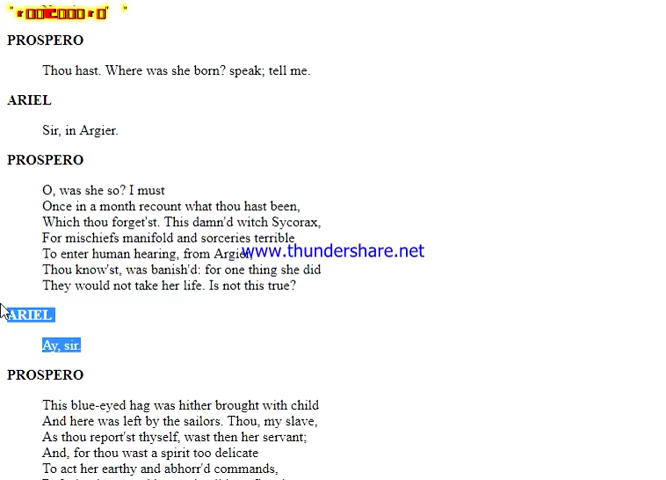 PROSPERO
Thou hast. Where was she born? speak; tell me.
ARIEL
Sir, in Argier.
PROSPERO
O, was she so? I must
Once in a month recount what thou hast been,
Which thou forget'st. This damn'd witch Sycorax,
For mischiefs manifold and sorceries terrible
To enter human hearing, from Argier,
www.thundershare.net
Thou know'st, was banish'd: for one thing she did
They would not take her life. Is not this true?
ARIEL
Ay, sir.
PROSPERO
This blue-eyed hag was hither brought with child
And here was left by the sailors. Thou, my slave,
As thou report'st thyself, wast then her servant;
And, for thou wast a spirit too delicate
To act her earthy and abhorr'd commands,